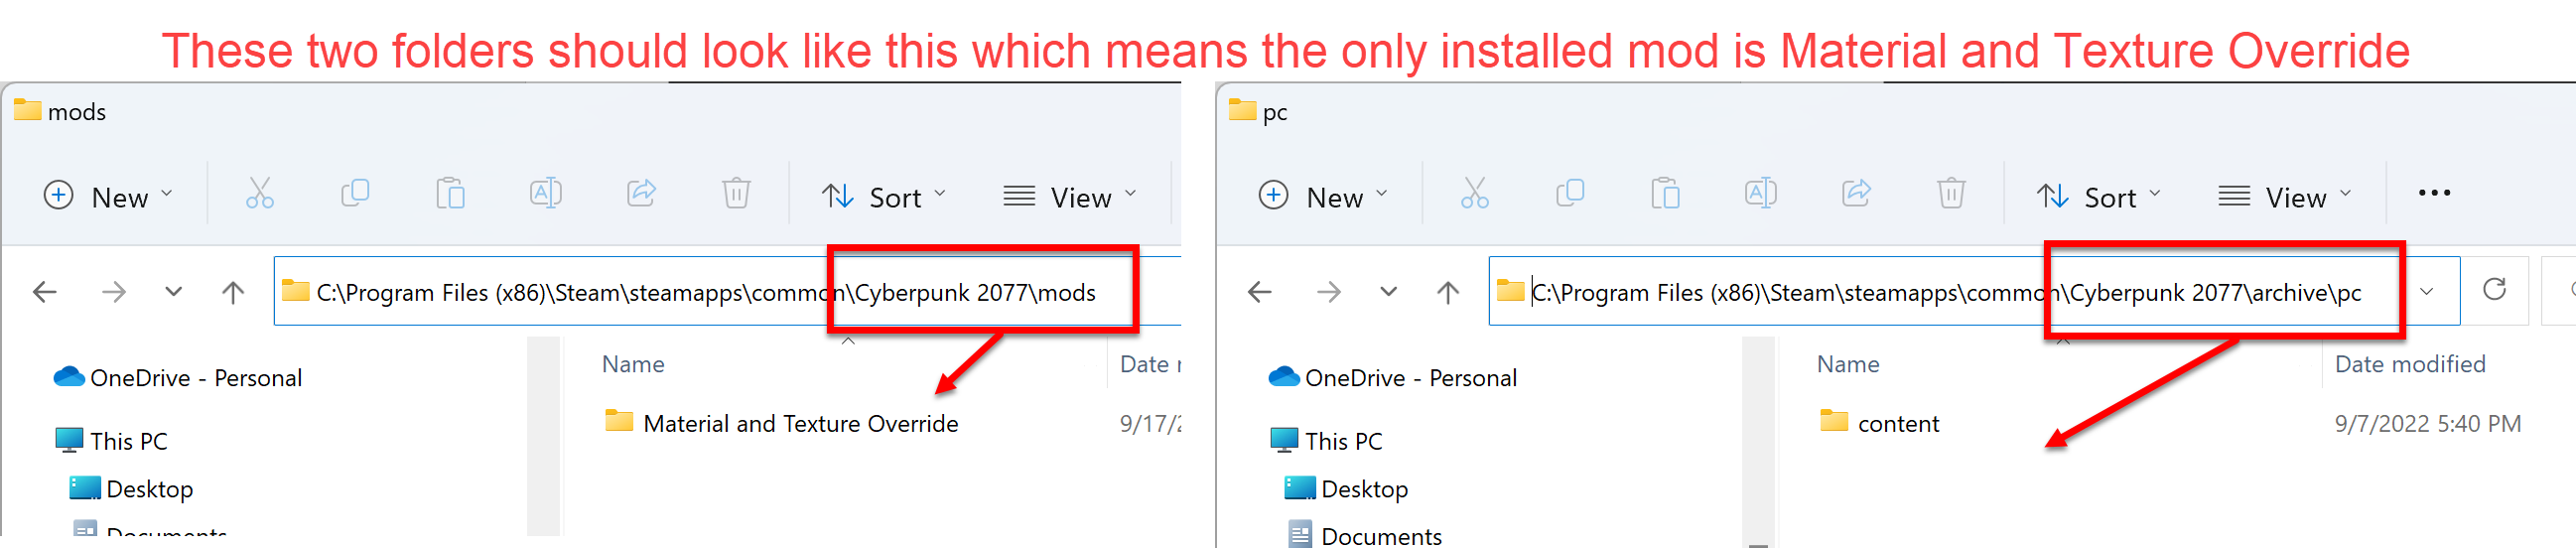 These two folders should look like this which means the only installed mod is Material and Texture Override
mods
New
Sort
View
C:\Program Files (x86)\Steam\steamapps\common\Cyberpunk 2077\mods
OneDrive - Personal
This PC
Desktop
Documents
Name
Material and Texture Override
Date
9/17/
pc
New
Sort
View
C:\Program Files (x86)\Steam\steamapps\common\Cyberpunk 2077\archive\pc
OneDrive - Personal
This PC
Desktop
Documents
Name
Date modified
content
9/7/2022 5:40 PM